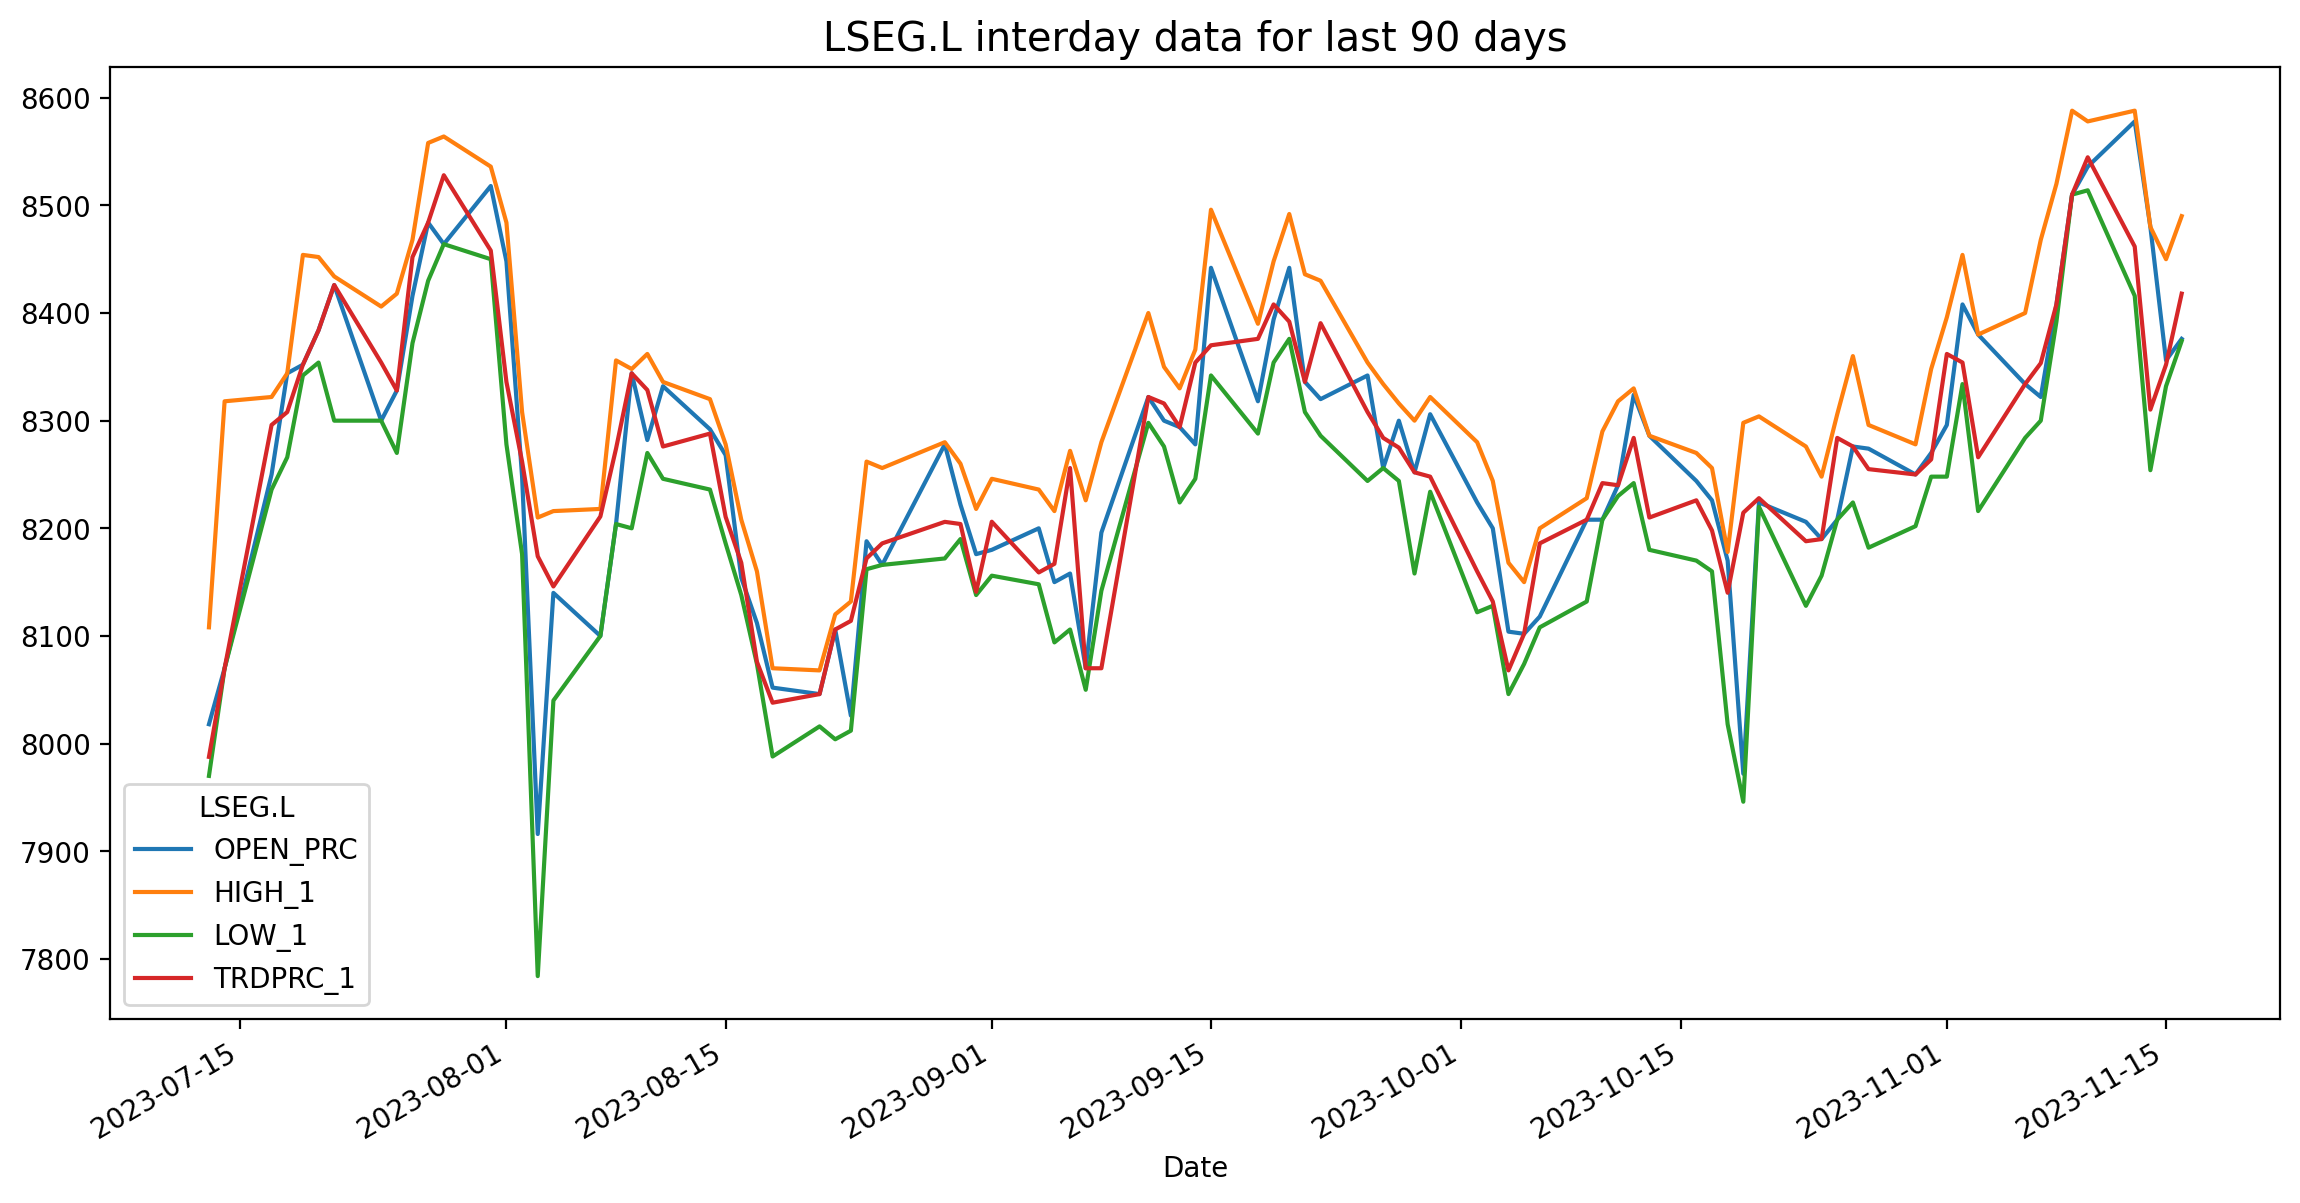 LSEG.L interday data for last 90 days
8600
8500
8400
8300
8200
8100
8000
7900
7800
LSEG.L
OPEN_PRC
HIGH_1
LOW_1
TRDPRC_1
2023-07-15
2023-08-01
2023-08-15
2023-09-01
2023-09-15
2023-10-01
2023-10-15
2023-11-01
2023-11-15
Date